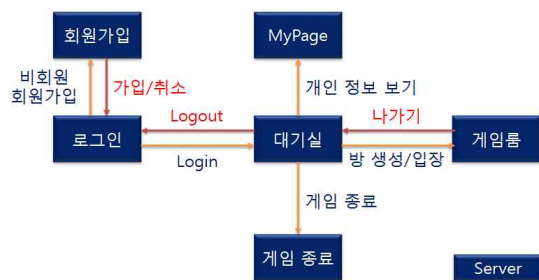 회원가입
MyPage
비회원
회원가입
가입/취소
개인 정보 보기
Logout
나가기
로그인
대기실
게임룸
Login
방 생성/입장
게임 종료
게임 종료
Server